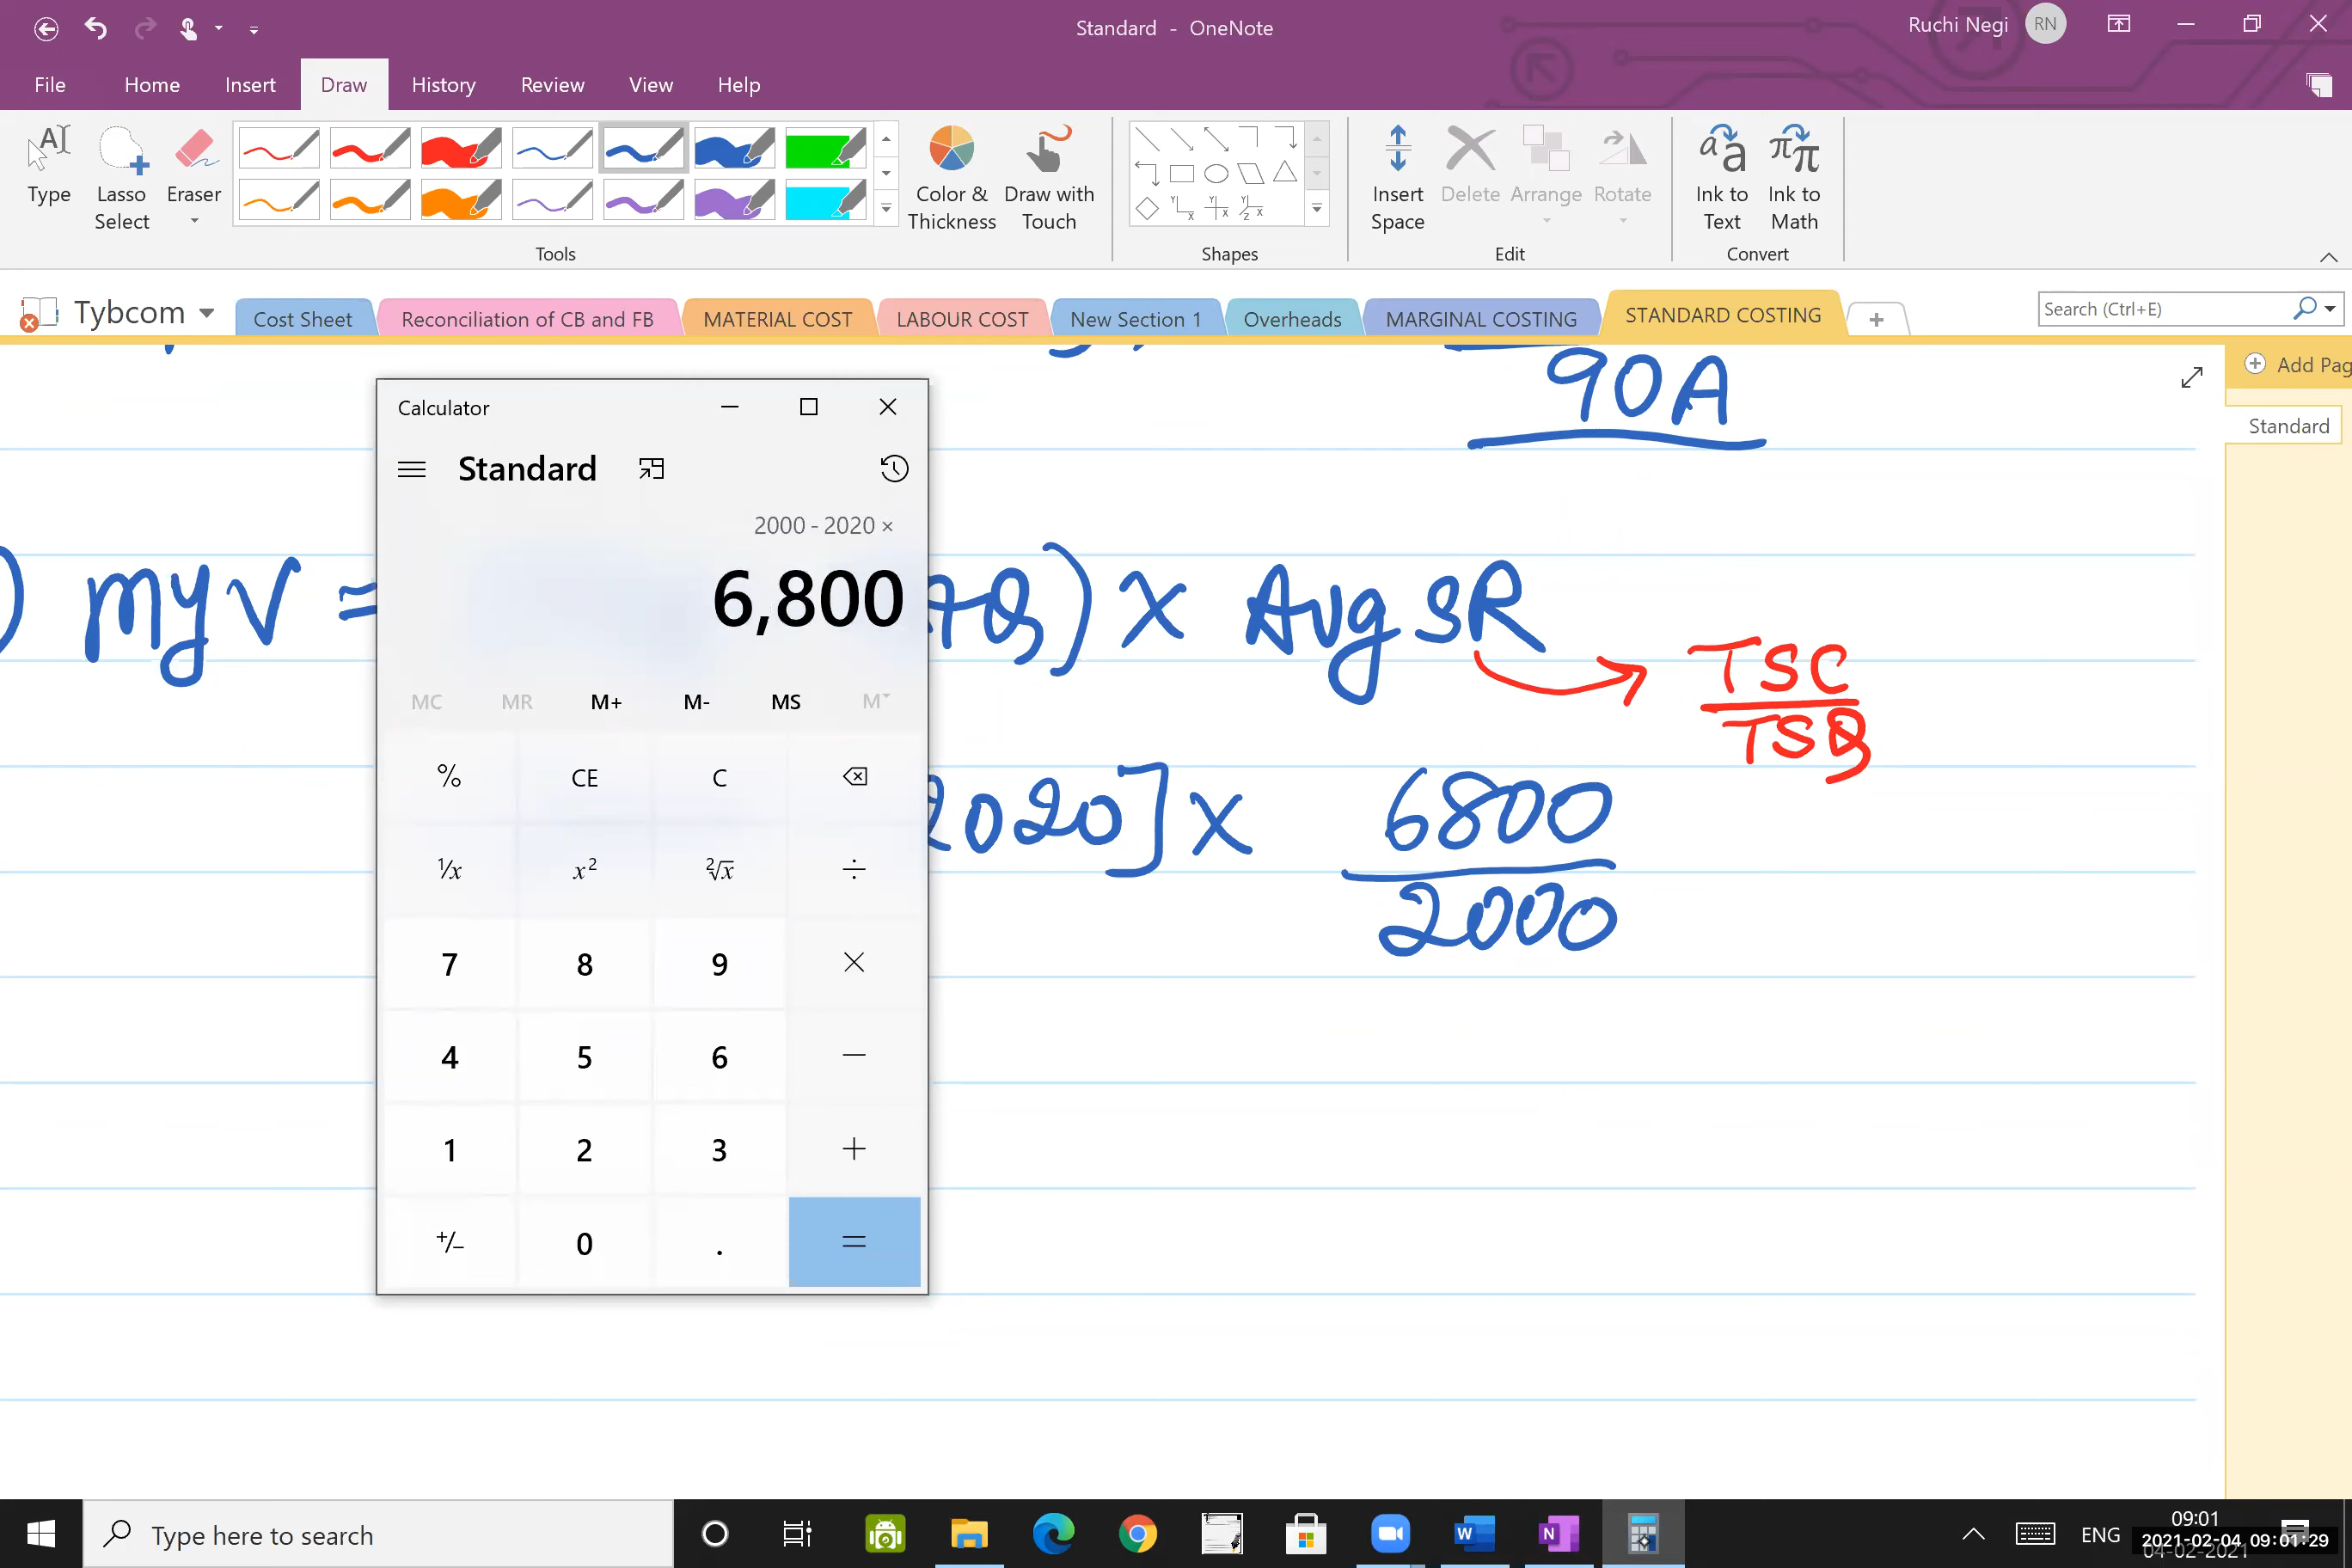 Standard - OneNote
Ruchi Negi RN
File Home Insert Draw History Review View Help
Type
Lasso Select
Eraser
Color & Thickness
Draw with Touch
Insert Space
Delete
Arrange
Rotate
Ink to Text
Ink to Math
Tools Shapes Edit Convert
Tybcom
Cost Sheet
Reconciliation of CB and FB
MATERIAL COST
LABOUR COST
New Section 1
Overheads
MARGINAL COSTING
STANDARD COSTING
Search (Ctrl+E)
Add Pag
Standard
90A
Calculator
Standard
2000 - 2020 ×
6,800
MC MR M+ M- MS M
% CE C
¹/x x² ²√x ÷
7 8 9 ×
4 5 6 −
1 2 3 +
+/− 0 . =
) myV =
Q) X Avg SR
TSC
TSQ
2020] X 6800
2000
Type here to search
ENG
09:01
04-02-2021
2021-02-04 09:01:29